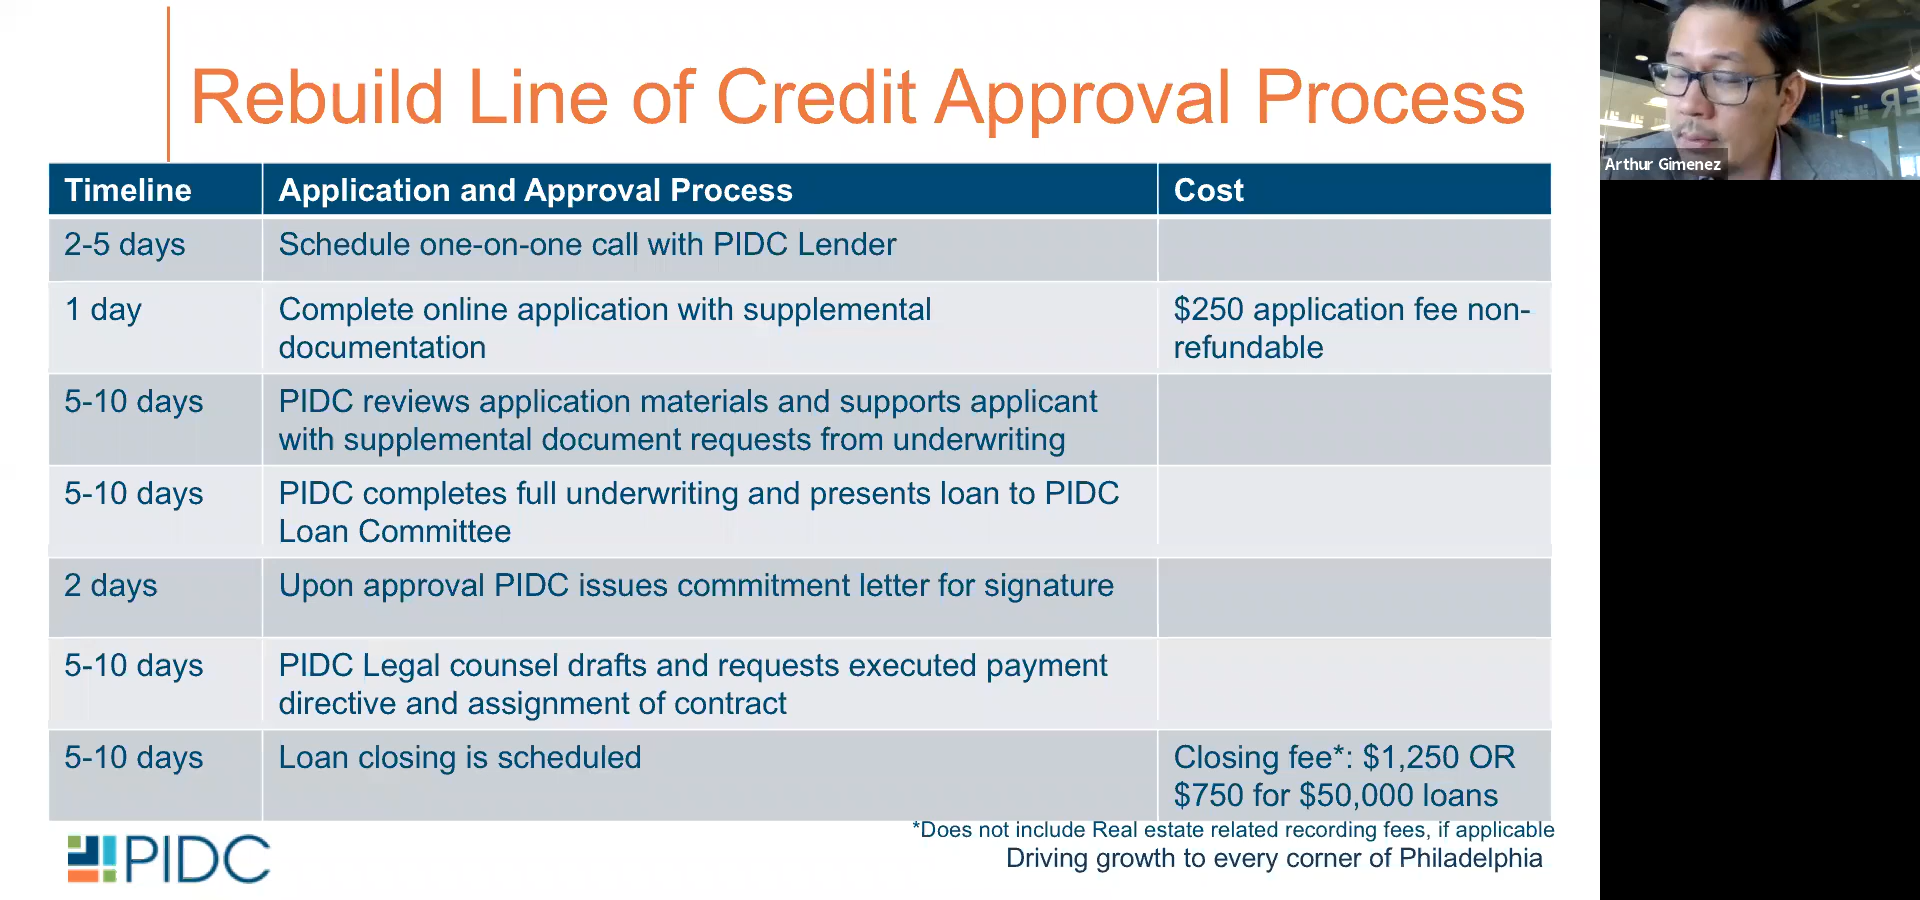 Rebuild Line of Credit Approval Process
Timeline
Application and Approval Process
Cost
2-5 days
Schedule one-on-one call with PIDC Lender
1 day
Complete online application with supplemental
documentation
$250 application fee non-
refundable
5-10 days
PIDC reviews application materials and supports applicant
with supplemental document requests from underwriting
5-10 days
PIDC completes full underwriting and presents loan to PIDC
Loan Committee
2 days
Upon approval PIDC issues commitment letter for signature
5-10 days
PIDC Legal counsel drafts and requests executed payment
directive and assignment of contract
5-10 days
Loan closing is scheduled
Closing fee*: $1,250 OR
$750 for $50,000 loans
*Does not include Real estate related recording fees, if applicable
Driving growth to every corner of Philadelphia
PIDC
Arthur Gimenez